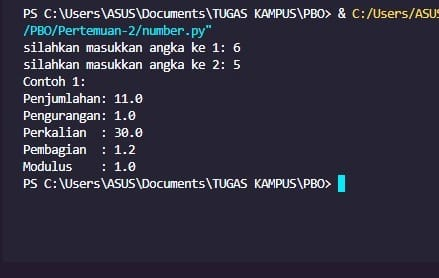 PS C:\Users\ASUS\Documents\TUGAS KAMPUS\PBO> & C:/Users/ASUS
/PBO/Pertemuan-2/number.py"
silahkan masukkan angka ke 1: 6
silahkan masukkan angka ke 2: 5
Contoh 1:
Penjumlahan: 11.0
Pengurangan: 1.0
Perkalian  : 30.0
Pembagian  : 1.2
Modulus    : 1.0
PS C:\Users\ASUS\Documents\TUGAS KAMPUS\PBO>